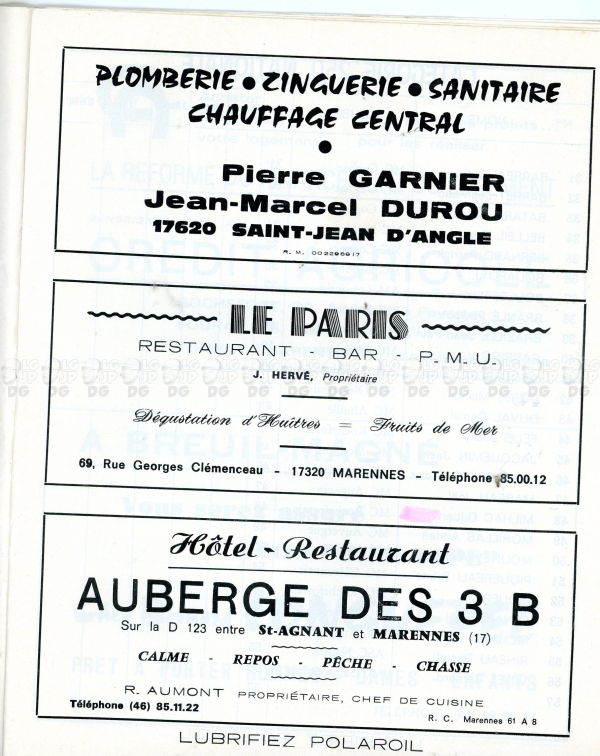 PLOMBERIE • ZINGUERIE • SANITAIRE
CHAUFFAGE CENTRAL
•
Pierre GARNIER
Jean-Marcel DUROU
17620 SAINT-JEAN D'ANGLE
R. M. 002296917
LE PARIS
RESTAURANT - BAR - P.M.U.
J. HERVÉ, Propriétaire
Dégustation d'Huîtres = Fruits de Mer
69, Rue Georges Clémenceau - 17320 MARENNES - Téléphone 85.00.12
Hôtel-Restaurant
AUBERGE DES 3 B
Sur la D 123 entre St-AGNANT et MARENNES (17)
CALME - REPOS - PÊCHE - CHASSE
R. AUMONT PROPRIÉTAIRE, CHEF DE CUISINE
Téléphone (46) 85.11.22
R. C. Marennes 61 A 8
LUBRIFIEZ POLAROIL